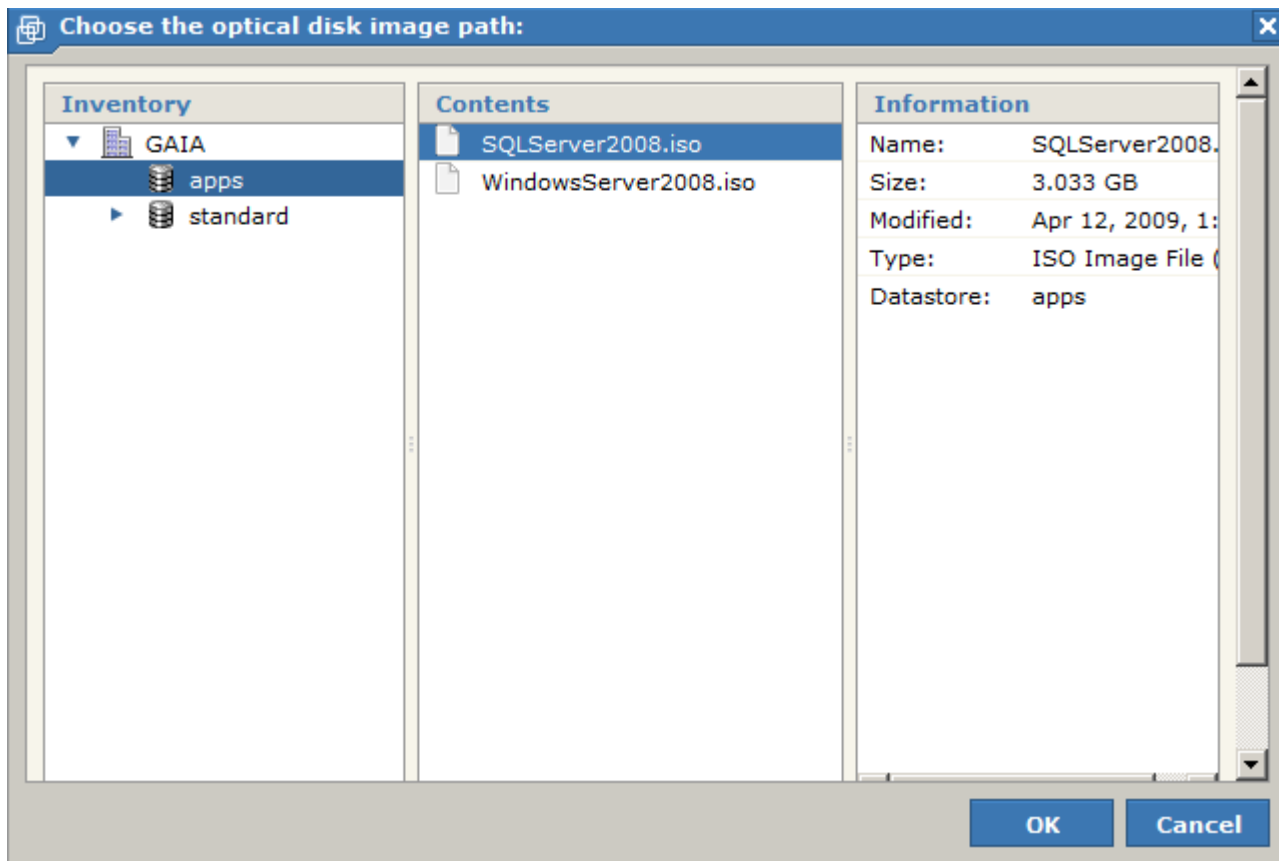 Choose the optical disk image path:
Inventory
GAIA
apps
standard
Contents
SQLServer2008.iso
WindowsServer2008.iso
Information
Name: SQLServer2008.
Size: 3.033 GB
Modified: Apr 12, 2009, 1:
Type: ISO Image File (
Datastore: apps
OK Cancel